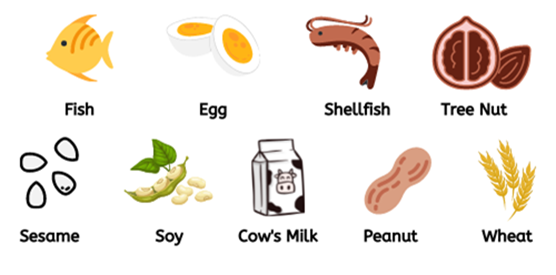 Fish Egg Shellfish Tree Nut
Sesame Soy Cow's Milk Peanut Wheat